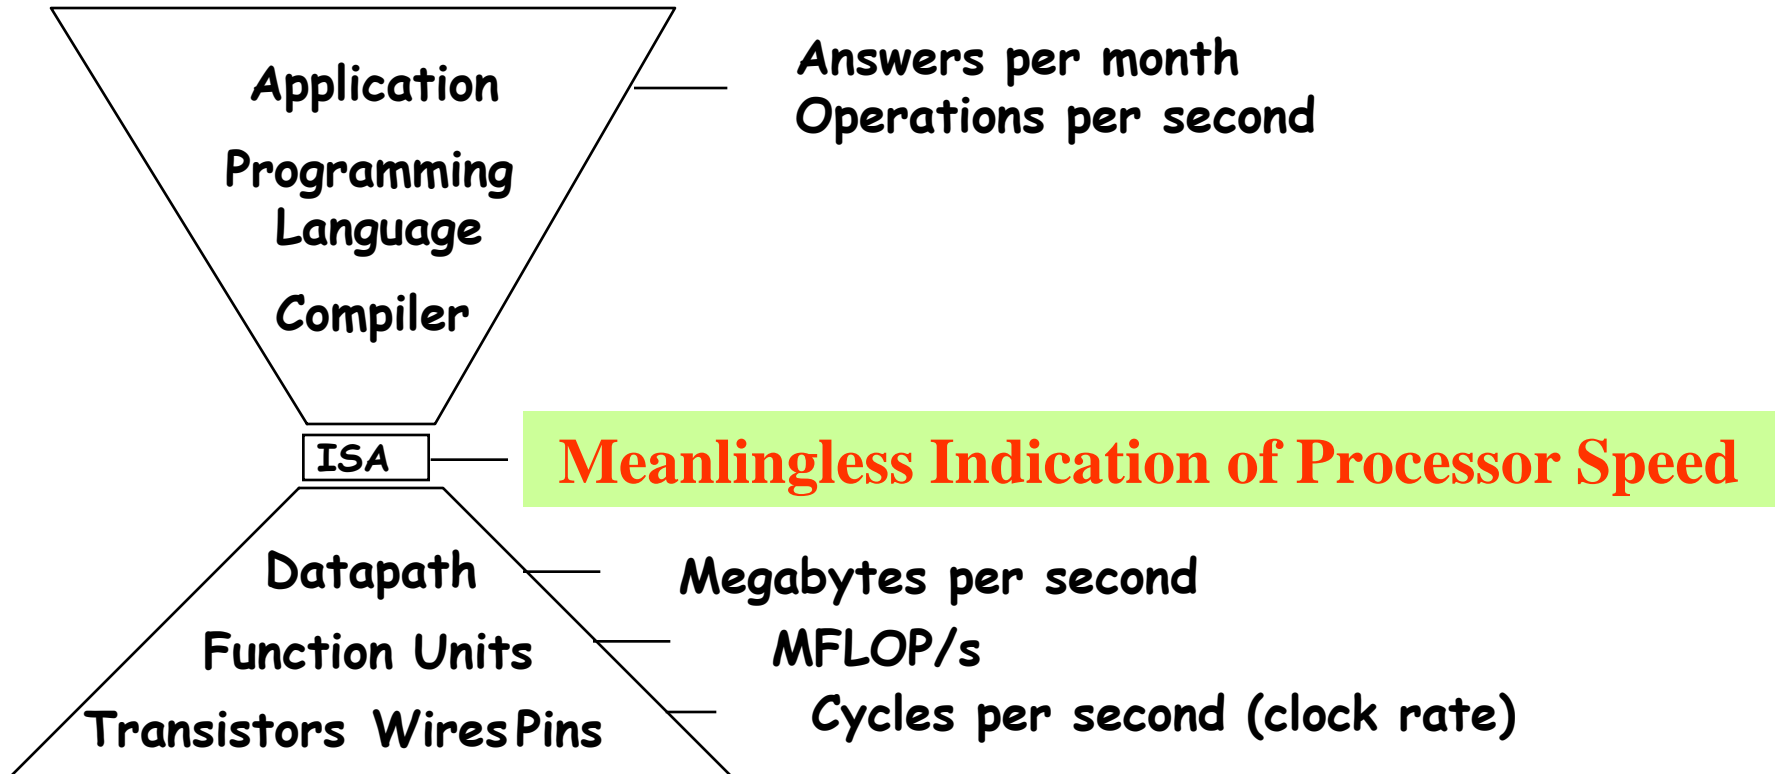 Application
Answers per month
Operations per second
Programming
Language
Compiler
ISA
Meanlingless Indication of Processor Speed
Datapath
Megabytes per second
Function Units
MFLOP/s
Transistors Wires Pins
Cycles per second (clock rate)